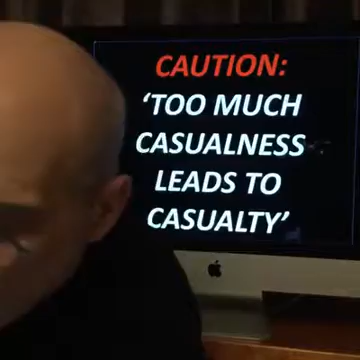 CAUTION:
‘TOO MUCH
CASUALNESS
LEADS TO
CASUALTY’